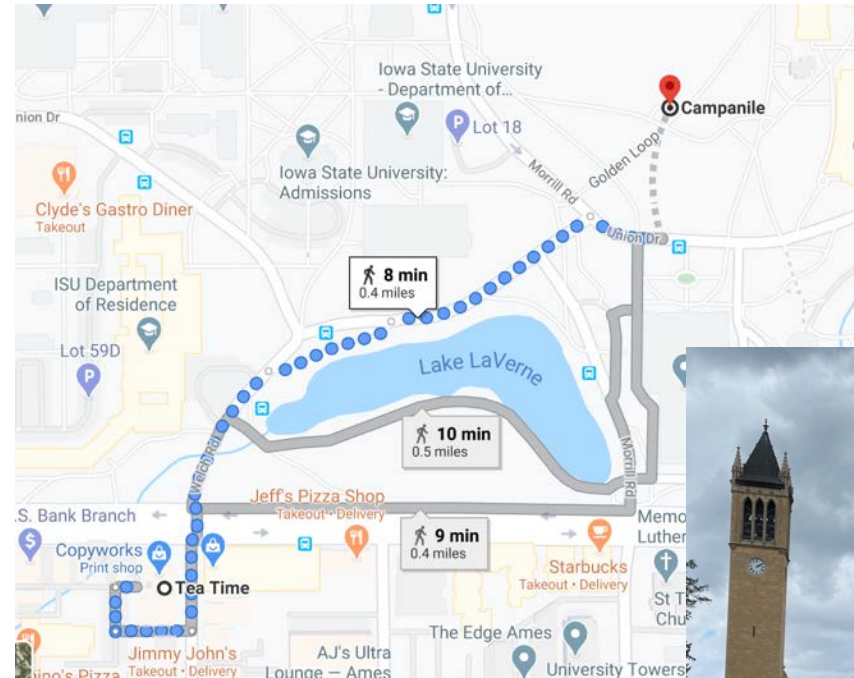 Iowa State University
- Department of...
Campanile
Lot 18
Golden Loop
Morrill Rd
nion Dr
Iowa State University:
Admissions
Clyde's Gastro Diner
Takeout
Union Dr
8 min
0.4 miles
ISU Department
of Residence
Lot 59D
Lake LaVerne
10 min
0.5 miles
Welch Rd
Morrill Rd
Jeff's Pizza Shop
Takeout • Delivery
.S. Bank Branch
9 min
0.4 miles
Memo
Luther
Copyworks
Print shop
Starbucks
Takeout • Delivery
Tea Time
St T
Chu
The Edge Ames
Jimmy John's
Takeout • Delivery
AJ's Ultra
Lounge — Ames
University Towers
ino's Pizza